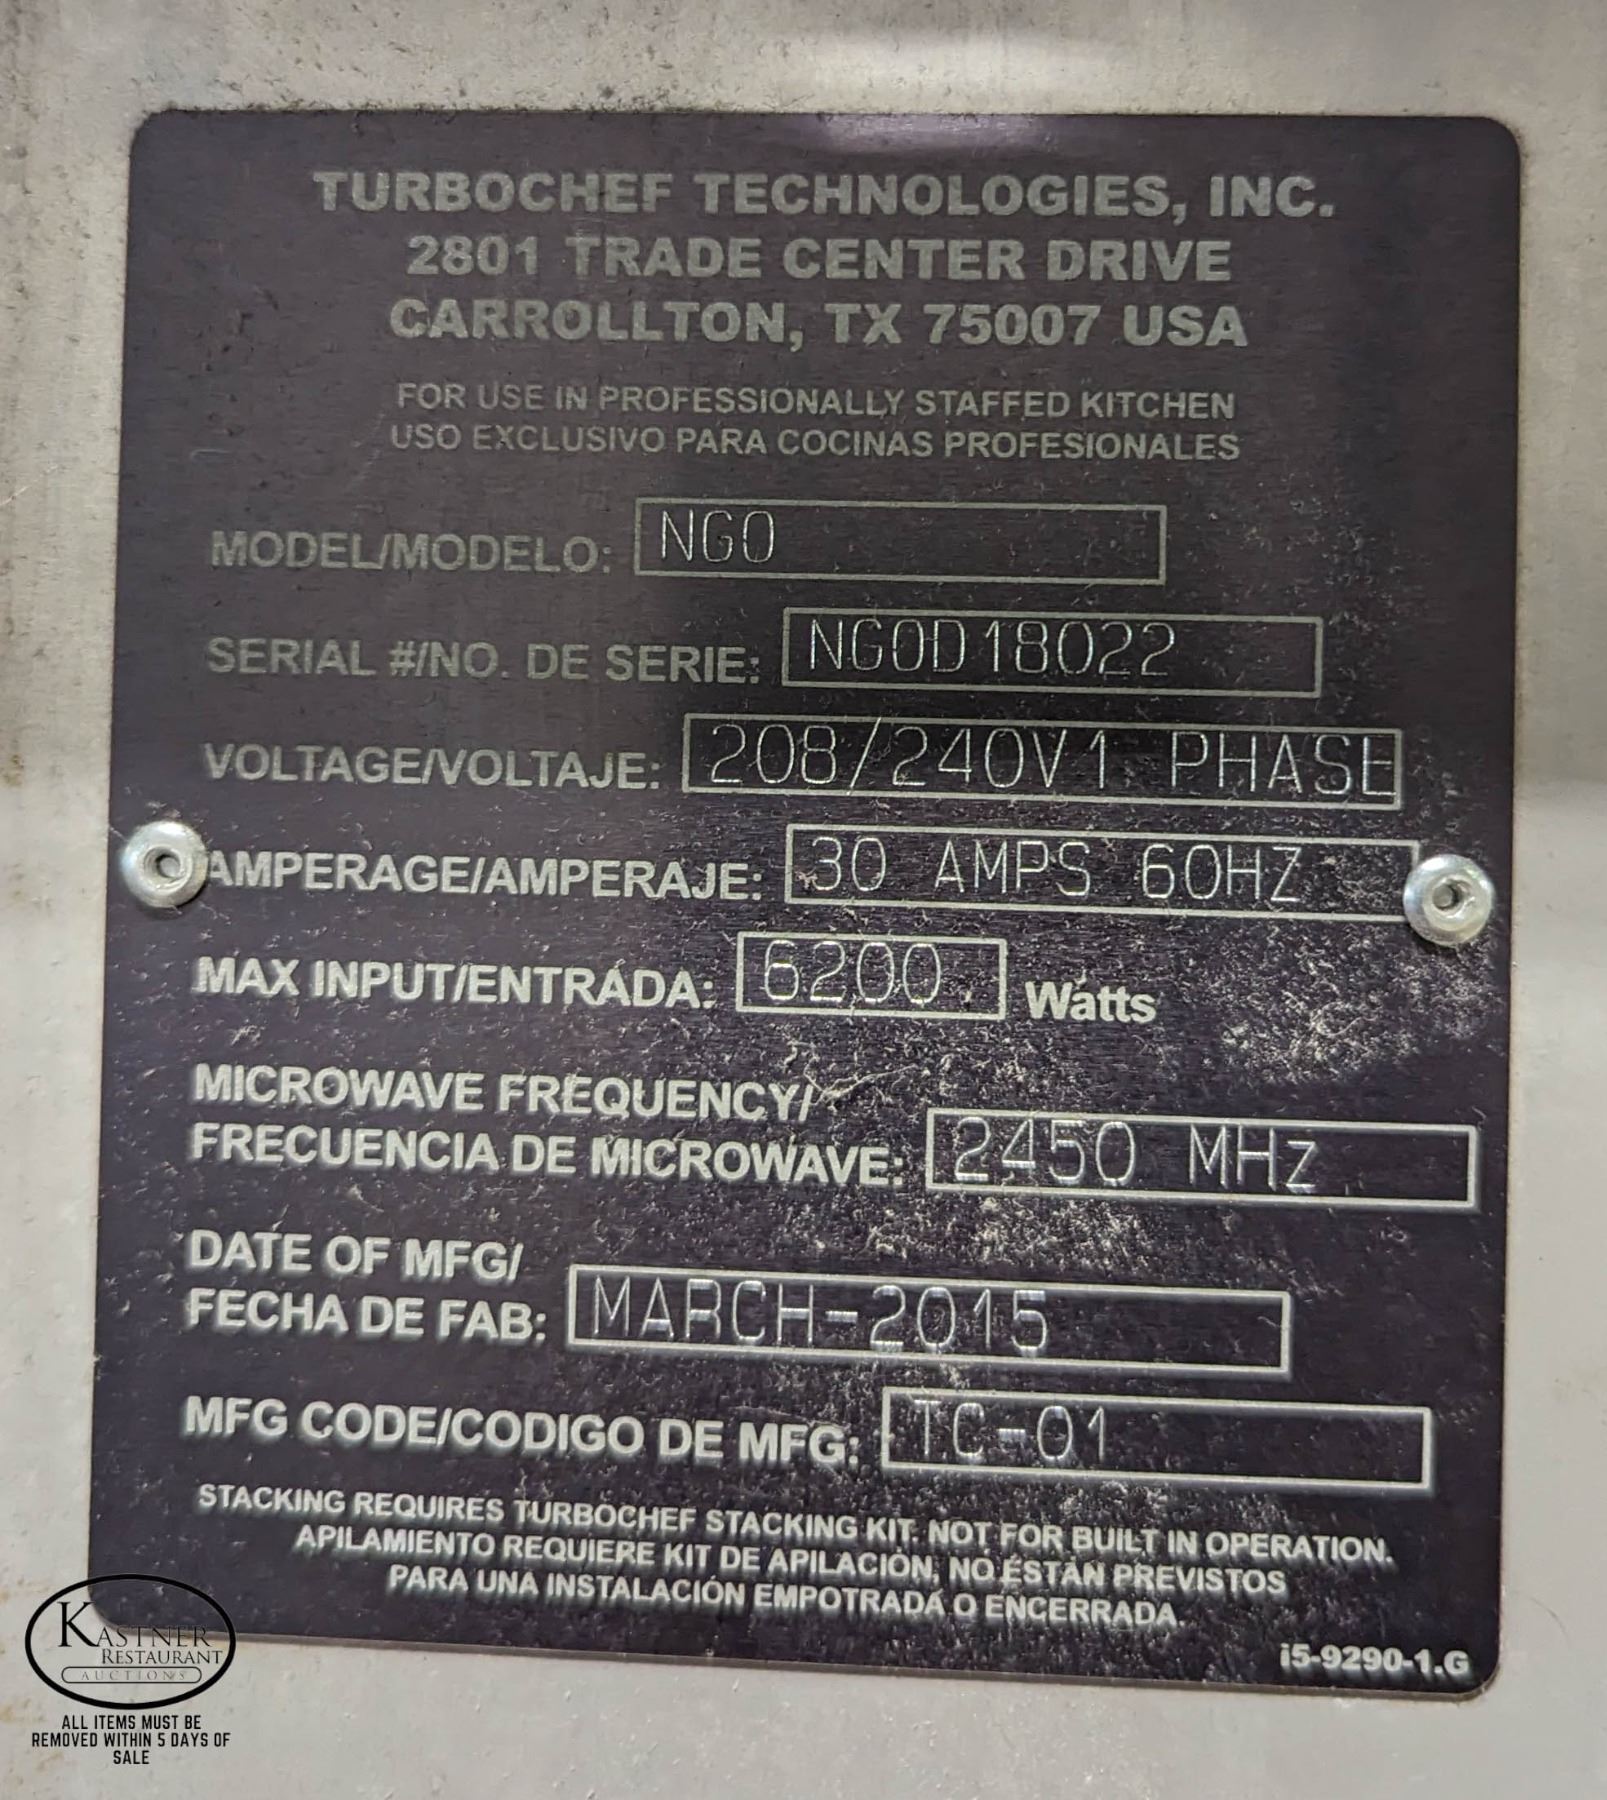 TURBOCHEF TECHNOLOGIES, INC.
2801 TRADE CENTER DRIVE
CARROLLTON, TX 75007 USA
FOR USE IN PROFESSIONALLY STAFFED KITCHEN
USO EXCLUSIVO PARA COCINAS PROFESIONALES
MODEL/MODELO: NGO
SERIAL #/NO. DE SERIE: NGOD18022
VOLTAGE/VOLTAJE: 208/240V1 PHASE
AMPERAGE/AMPERAJE: 30 AMPS 60HZ
MAX INPUT/ENTRADA: 6200 Watts
MICROWAVE FREQUENCY/
FRECUENCIA DE MICROWAVE: 2450 MHz
DATE OF MFG/
FECHA DE FAB: MARCH-2015
MFG CODE/CODIGO DE MFG: TC-01
STACKING REQUIRES TURBOCHEF STACKING KIT. NOT FOR BUILT IN OPERATION.
APILAMIENTO REQUIERE KIT DE APILACIÓN, NO ESTÁN PREVISTOS
PARA UNA INSTALACIÓN EMPOTRADA O ENCERRADA.
i5-9290-1.G
KASTNER
RESTAURANT
AUCTIONS
ALL ITEMS MUST BE
REMOVED WITHIN 5 DAYS OF
SALE